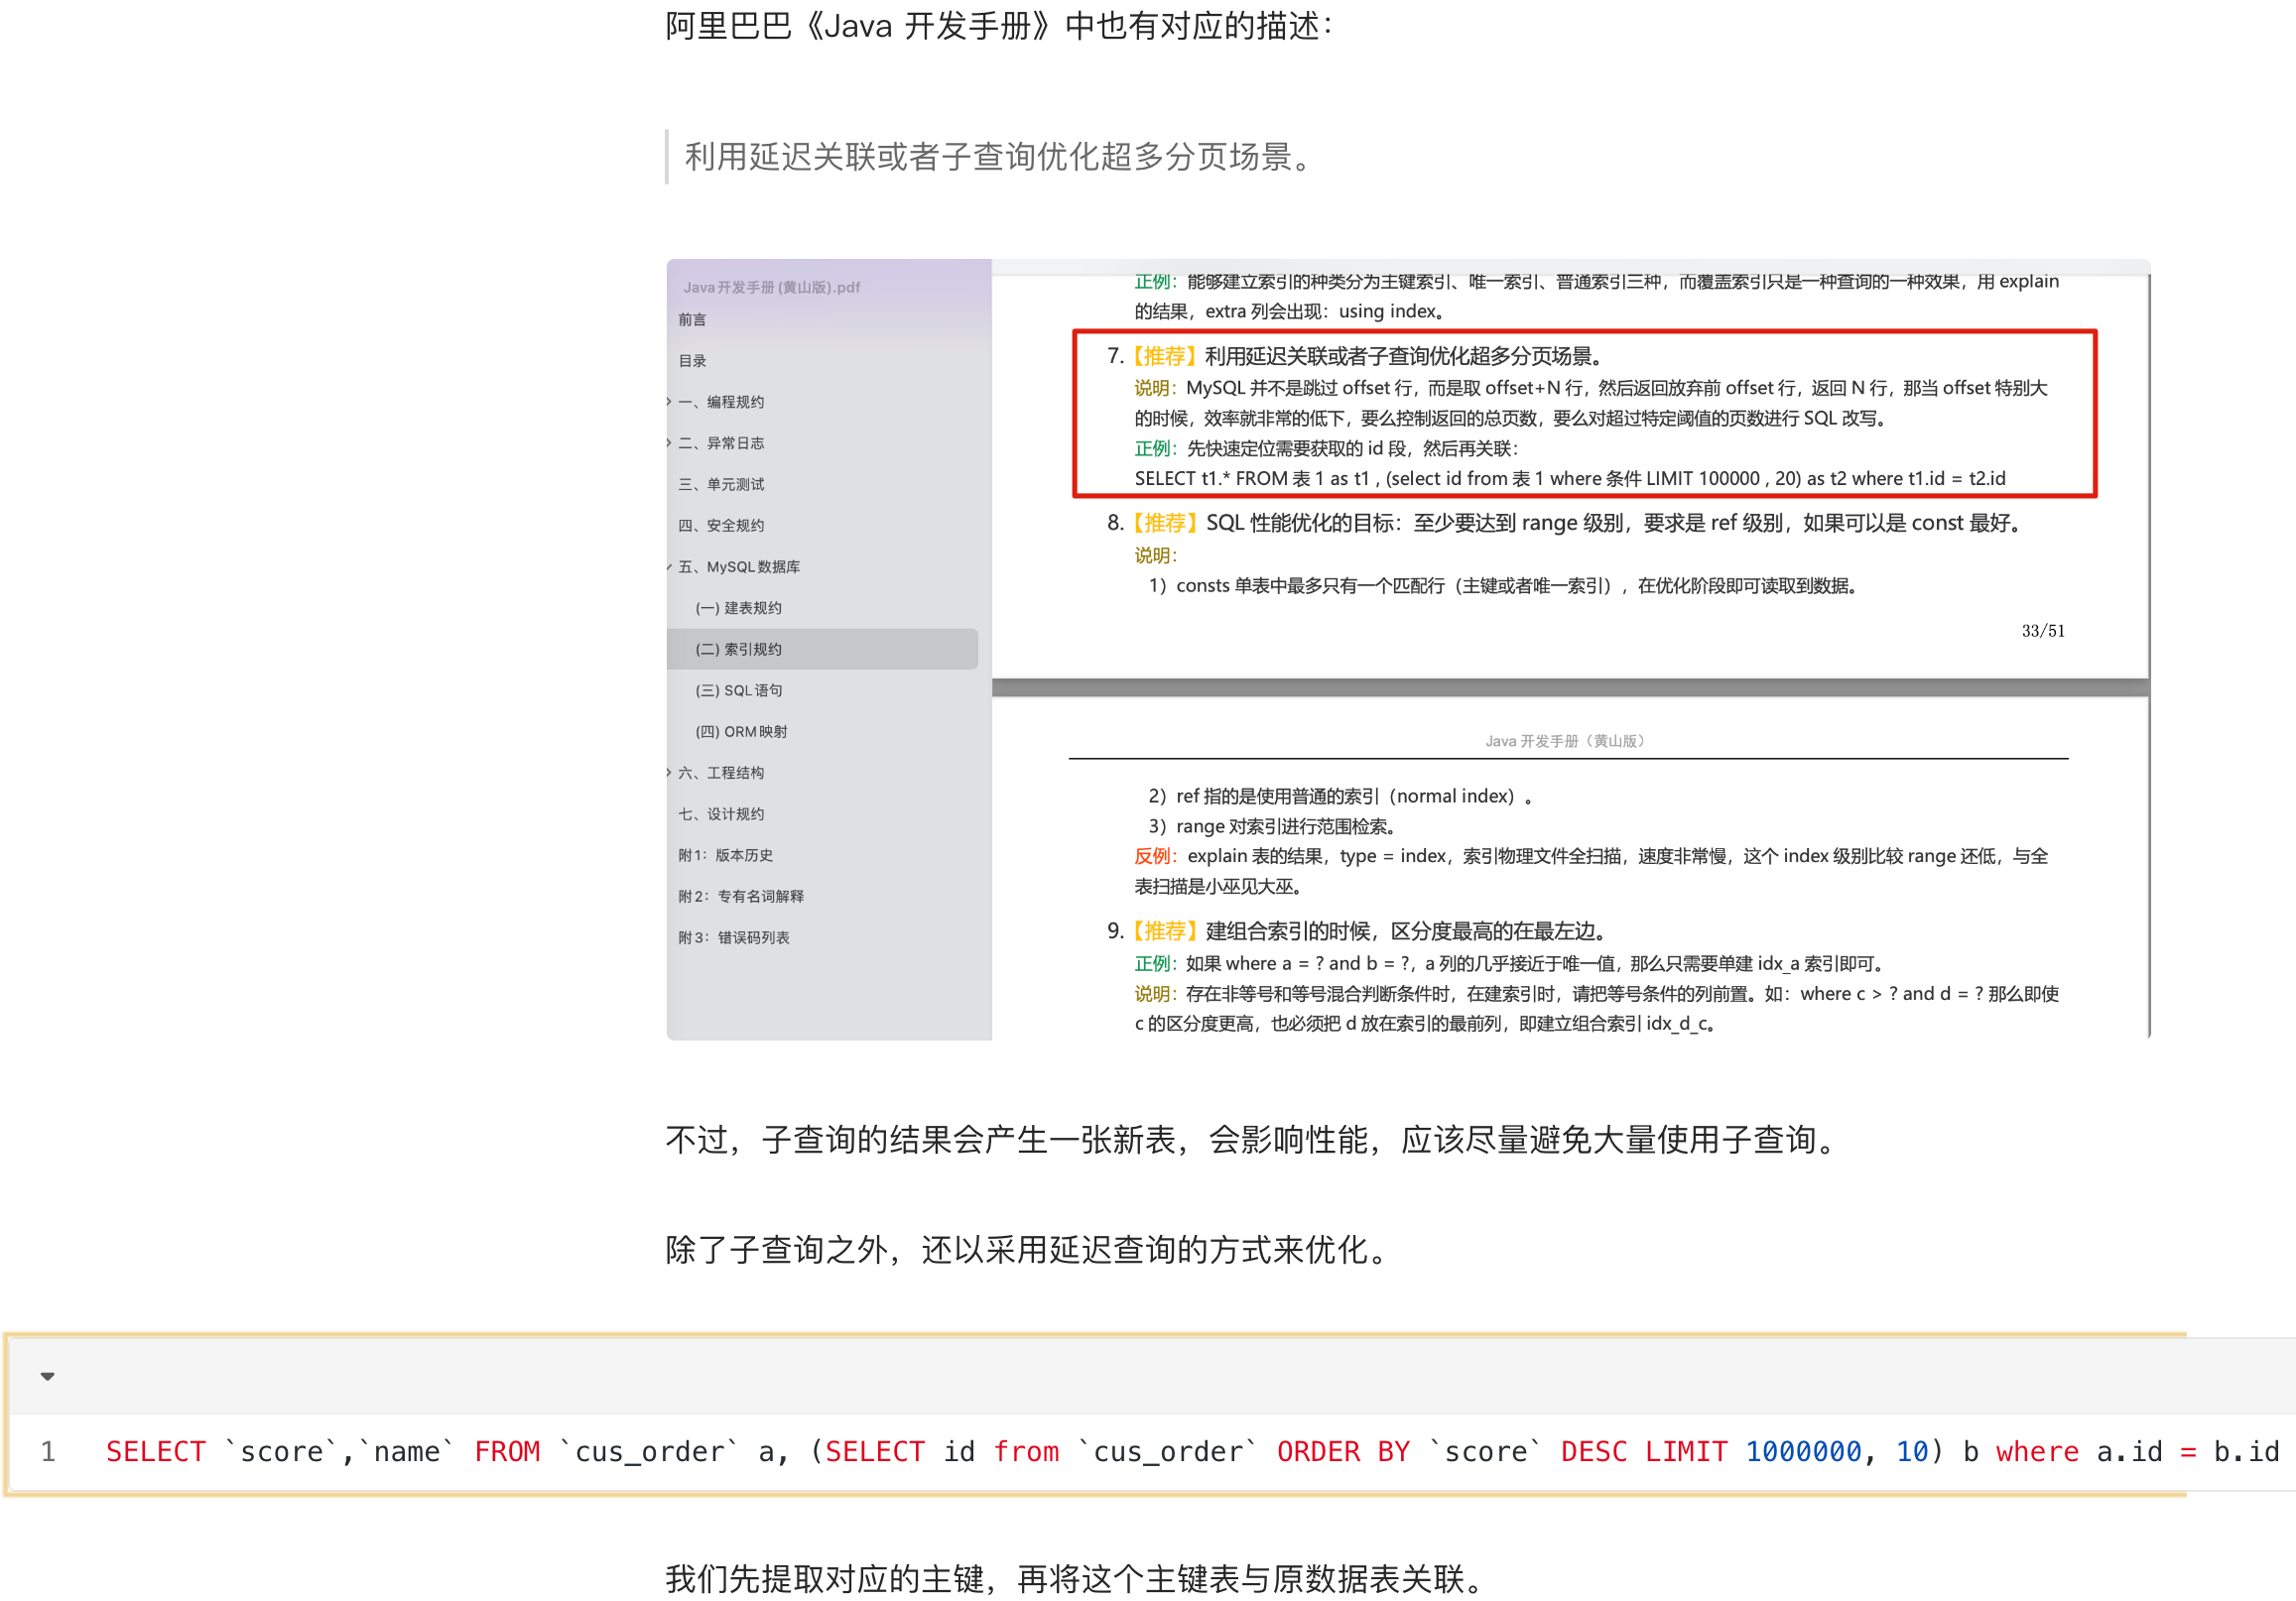 阿里巴巴《Java 开发手册》中也有对应的描述：
利用延迟关联或者子查询优化超多分页场景。
Java开发手册(黄山版).pdf
前言
目录
一、编程规约
二、异常日志
三、单元测试
四、安全规约
五、MySQL数据库
(一) 建表规约
(二) 索引规约
(三) SQL语句
(四) ORM映射
六、工程结构
七、设计规约
附1：版本历史
附2：专有名词解释
附3：错误码列表
正例：能够建立索引的种类分为主键索引、唯一索引、普通索引三种，而覆盖索引只是一种查询的一种效果，用 explain
的结果，extra 列会出现：using index。
7.【推荐】利用延迟关联或者子查询优化超多分页场景。
说明：MySQL 并不是跳过 offset 行，而是取 offset+N 行，然后返回放弃前 offset 行，返回 N 行，那当 offset 特别大
的时候，效率就非常的低下，要么控制返回的总页数，要么对超过特定阈值的页数进行 SQL 改写。
正例：先快速定位需要获取的 id 段，然后再关联：
SELECT t1.* FROM 表 1 as t1 , (select id from 表 1 where 条件 LIMIT 100000 , 20) as t2 where t1.id = t2.id
8.【推荐】SQL 性能优化的目标：至少要达到 range 级别，要求是 ref 级别，如果可以是 const 最好。
说明：
1）consts 单表中最多只有一个匹配行（主键或者唯一索引），在优化阶段即可读取到数据。
33/51
Java 开发手册（黄山版）
2）ref 指的是使用普通的索引（normal index）。
3）range 对索引进行范围检索。
反例：explain 表的结果，type = index，索引物理文件全扫描，速度非常慢，这个 index 级别比较 range 还低，与全
表扫描是小巫见大巫。
9.【推荐】建组合索引的时候，区分度最高的在最左边。
正例：如果 where a = ? and b = ?，a 列的几乎接近于唯一值，那么只需要单建 idx_a 索引即可。
说明：存在非等号和等号混合判断条件时，在建索引时，请把等号条件的列前置。如：where c > ? and d = ? 那么即使
c 的区分度更高，也必须把 d 放在索引的最前列，即建立组合索引 idx_d_c。
不过，子查询的结果会产生一张新表，会影响性能，应该尽量避免大量使用子查询。
除了子查询之外，还以采用延迟查询的方式来优化。
1 SELECT `score`,`name` FROM `cus_order` a, (SELECT id from `cus_order` ORDER BY `score` DESC LIMIT 1000000, 10) b where a.id = b.id
我们先提取对应的主键，再将这个主键表与原数据表关联。